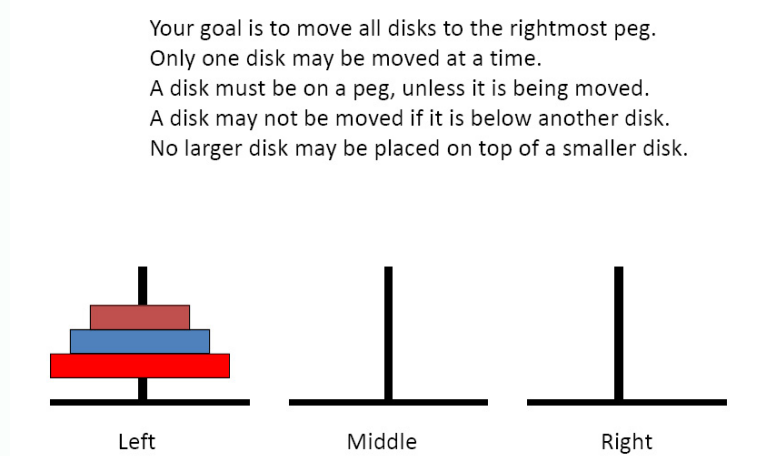 Your goal is to move all disks to the rightmost peg.
Only one disk may be moved at a time.
A disk must be on a peg, unless it is being moved.
A disk may not be moved if it is below another disk.
No larger disk may be placed on top of a smaller disk.
Left Middle Right